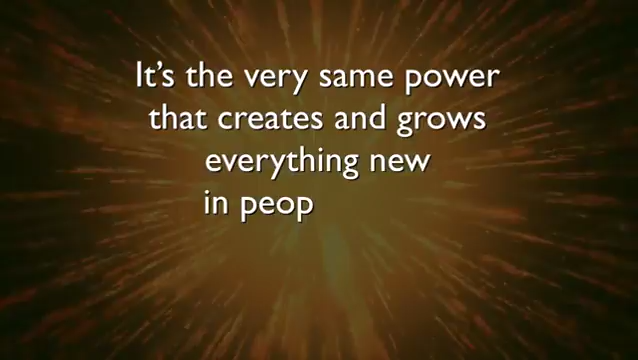 It’s the very same power
that creates and grows
everything new
in peop